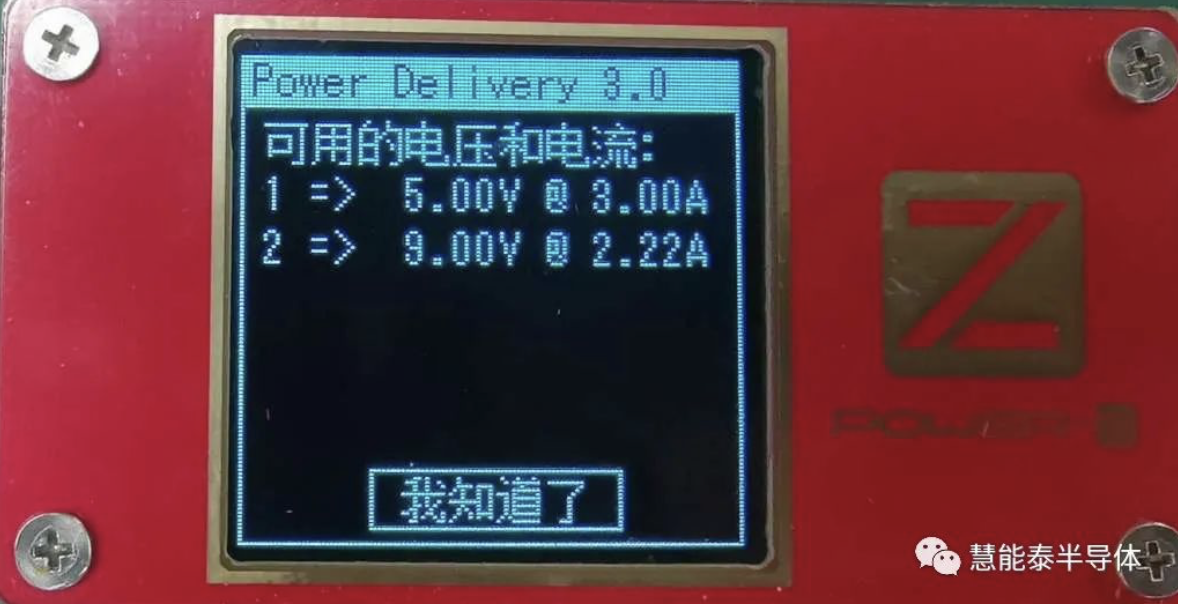 Power Delivery 3.0
可用的电压和电流:
1 => 5.00V @ 3.00A
2 => 9.00V @ 2.22A
我知道了
Z
POWER-Z
慧能泰半导体